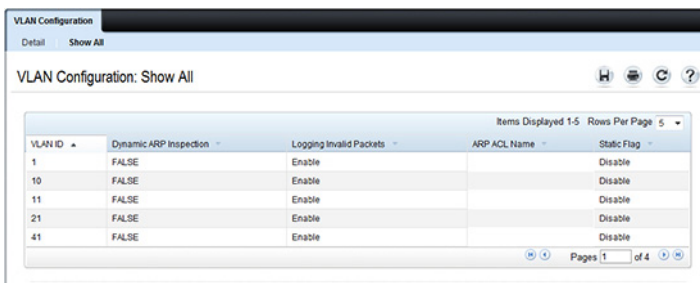 VLAN Configuration
Detail Show All
VLAN Configuration: Show All
?
Items Displayed 1-5 Rows Per Page 5
VLAN ID Dynamic ARP Inspection Logging Invalid Packets ARP ACL Name Static Flag
1 FALSE Enable Disable
10 FALSE Enable Disable
11 FALSE Enable Disable
21 FALSE Enable Disable
41 FALSE Enable Disable
Pages 1 of 4